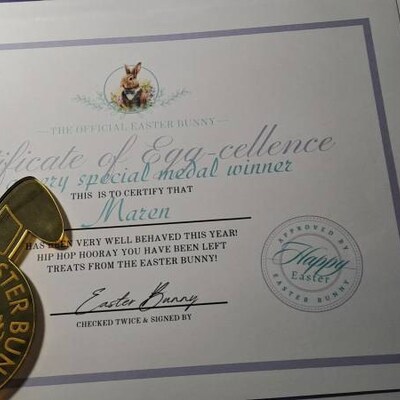 THE OFFICIAL EASTER BUNNY
tificate of Egg-cellence
ery special medal winner
THIS IS TO CERTIFY THAT
Maren
HAS BEEN VERY WELL BEHAVED THIS YEAR!
HIP HOP HOORAY YOU HAVE BEEN LEFT
TREATS FROM THE EASTER BUNNY!
Easter Bunny
CHECKED TWICE & SIGNED BY
APPROVED BY
Happy
Easter
EASTER BUNNY
STER BUN